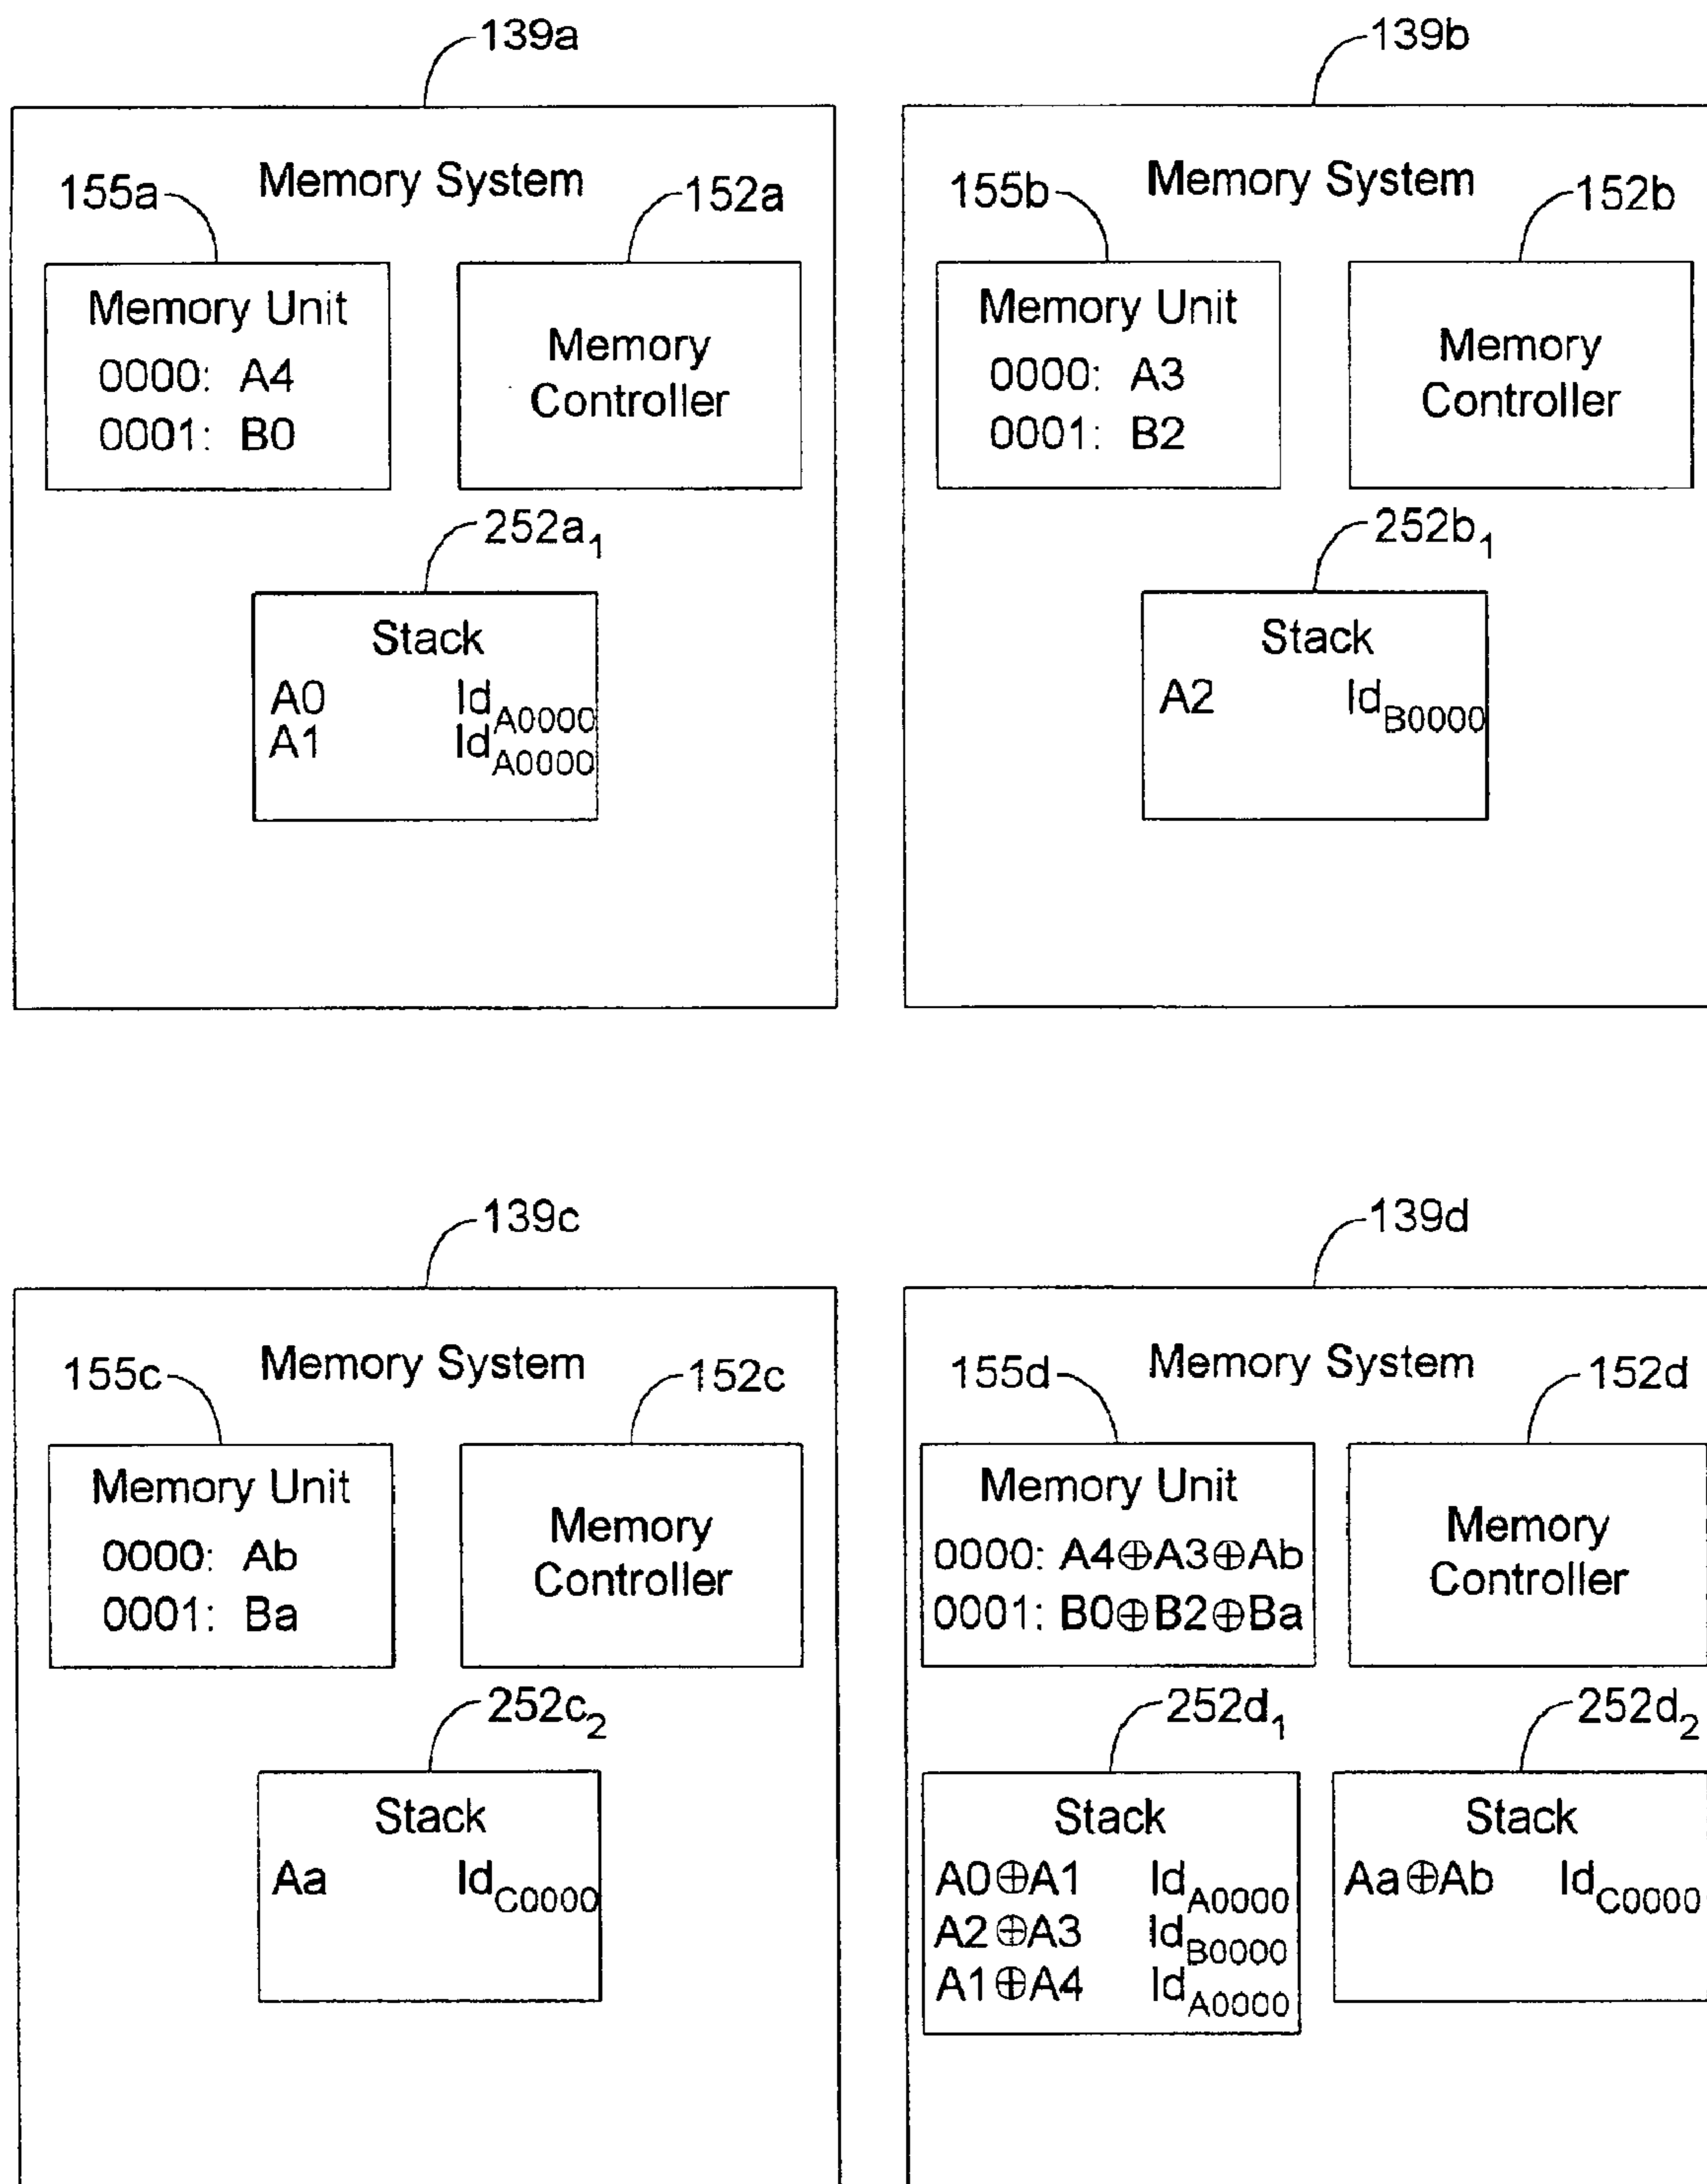 139a
Memory System
155a
152a
Memory Unit
0000: A4
0001: B0
Memory
Controller
252a1
Stack
A0 IdA0000
A1 IdA0000
139b
Memory System
155b
152b
Memory Unit
0000: A3
0001: B2
Memory
Controller
252b1
Stack
A2 IdB0000
139c
Memory System
155c
152c
Memory Unit
0000: Ab
0001: Ba
Memory
Controller
252c2
Stack
Aa IdC0000
139d
Memory System
155d
152d
Memory Unit
0000: A4⊕A3⊕Ab
0001: B0⊕B2⊕Ba
Memory
Controller
252d1
Stack
A0⊕A1 IdA0000
A2⊕A3 IdB0000
A1⊕A4 IdA0000
252d2
Stack
Aa⊕Ab IdC0000